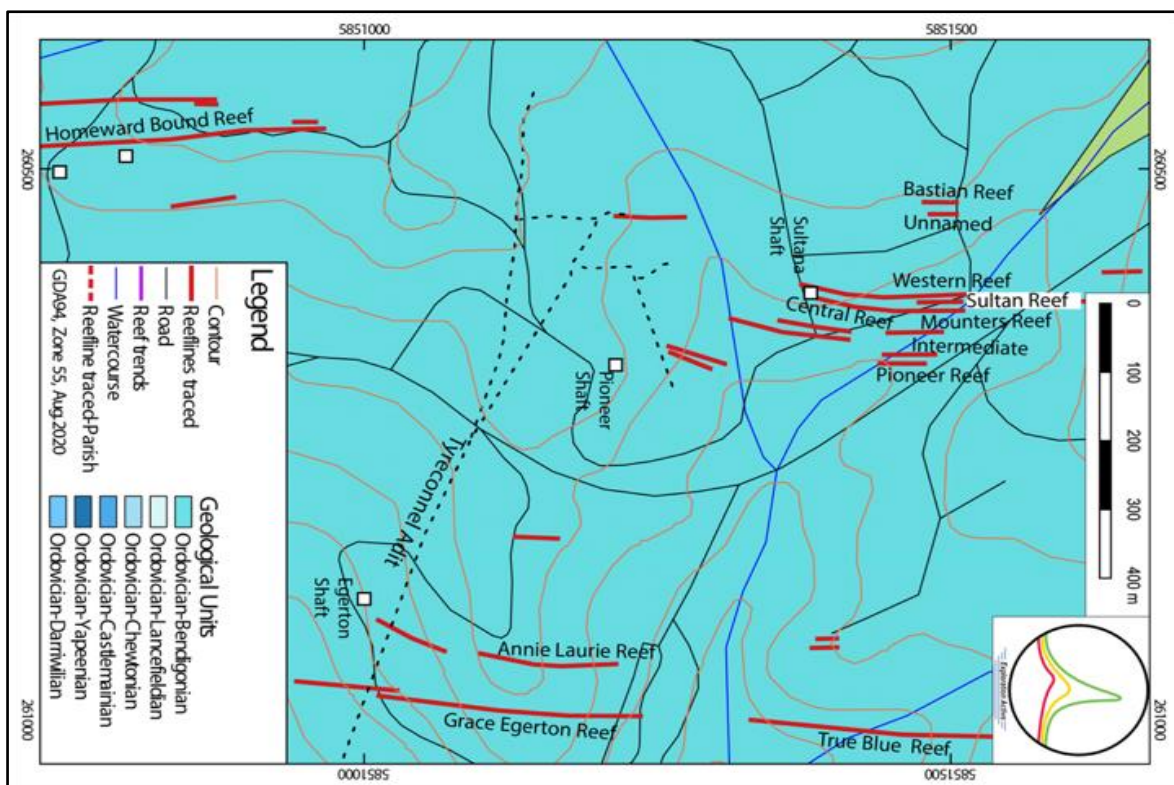 5851000
5851500
260500
260500
Homeward Bound Reef
Bastian Reef
Unnamed
Sultana
Shaft
Western Reef
Sultan Reef
Central Reef
Mounters Reef
Intermediate
Pioneer Reef
Pioneer
Shaft
Tyreconnel Adit
Egerton
Shaft
Annie Laurie Reef
Grace Egerton Reef
True Blue Reef
0
100
200
300
400 m
Exploration Active
Legend
Contour
Reeflines traced
Road
Reef trends
Watercourse
Reefline traced-Parish
GDA94, Zone 55, Aug.2020
Geological Units
Ordovician-Bendigonian
Ordovician-Lancefieldian
Ordovician-Chewtonian
Ordovician-Castlemainian
Ordovician-Yapeenian
Ordovician-Darriwilian
261000
261000
5851000
5851500